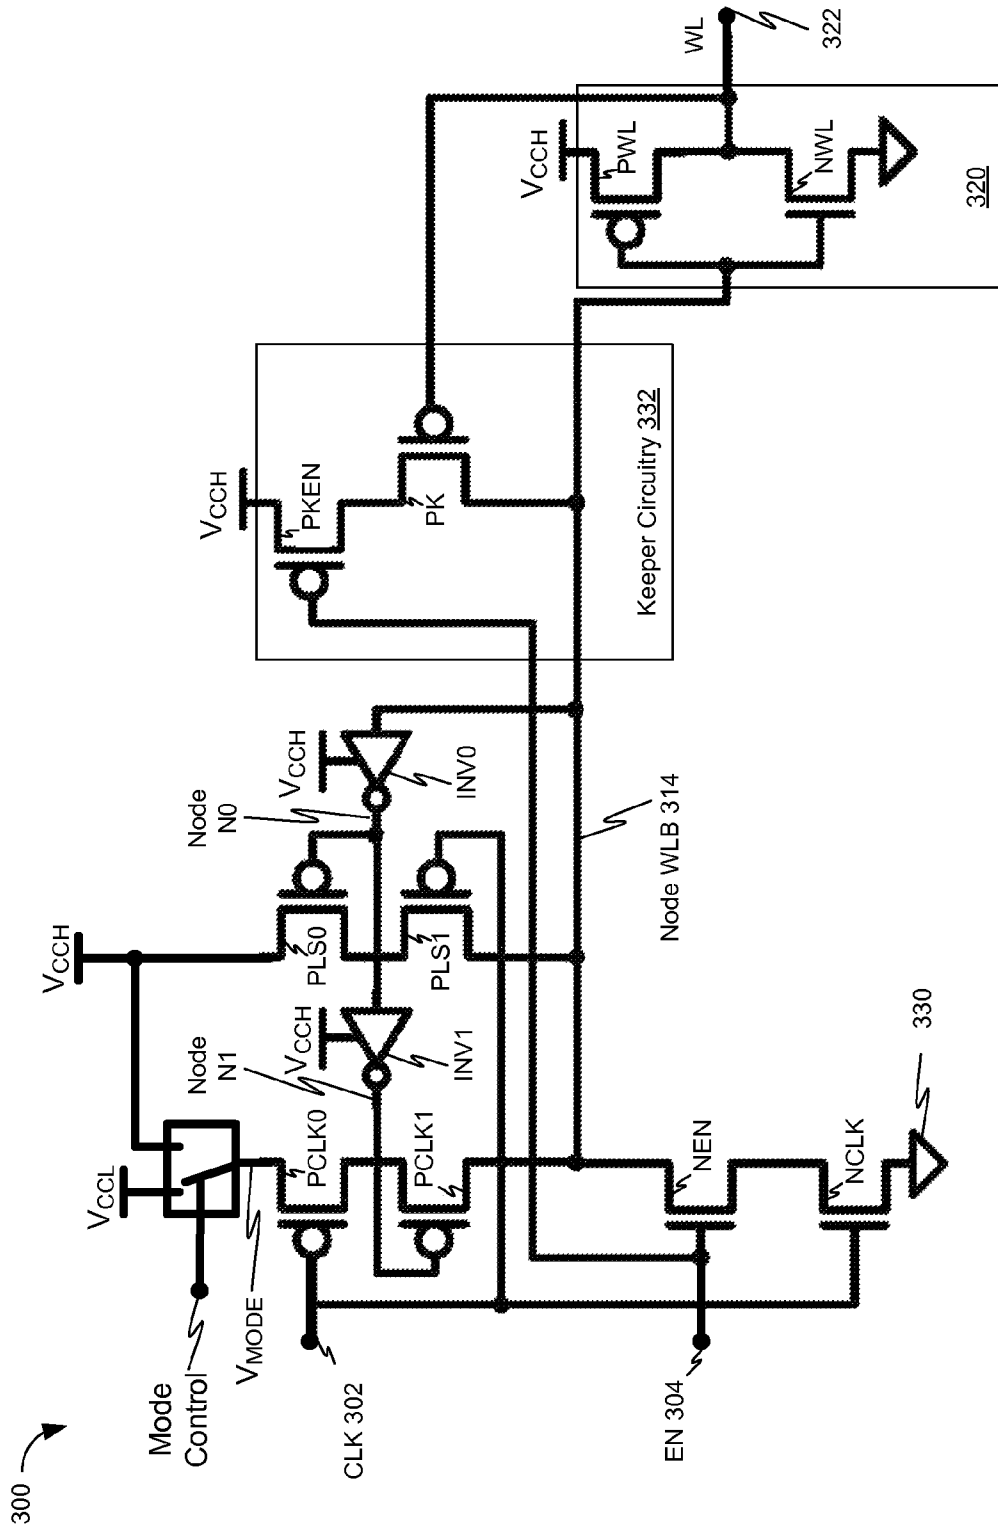 300
Mode
Control
VMODE
CLK 302
EN 304
VCCL
VCCH
PCLK0
PCLK1
NEN
NCLK
330
Node
N1
VCCH
INV1
PLS0
PLS1
Node
N0
VCCH
INV0
Node WLB 314
VCCH
PKEN
PK
Keeper Circuitry 332
VCCH
PWL
NWL
320
WL
322